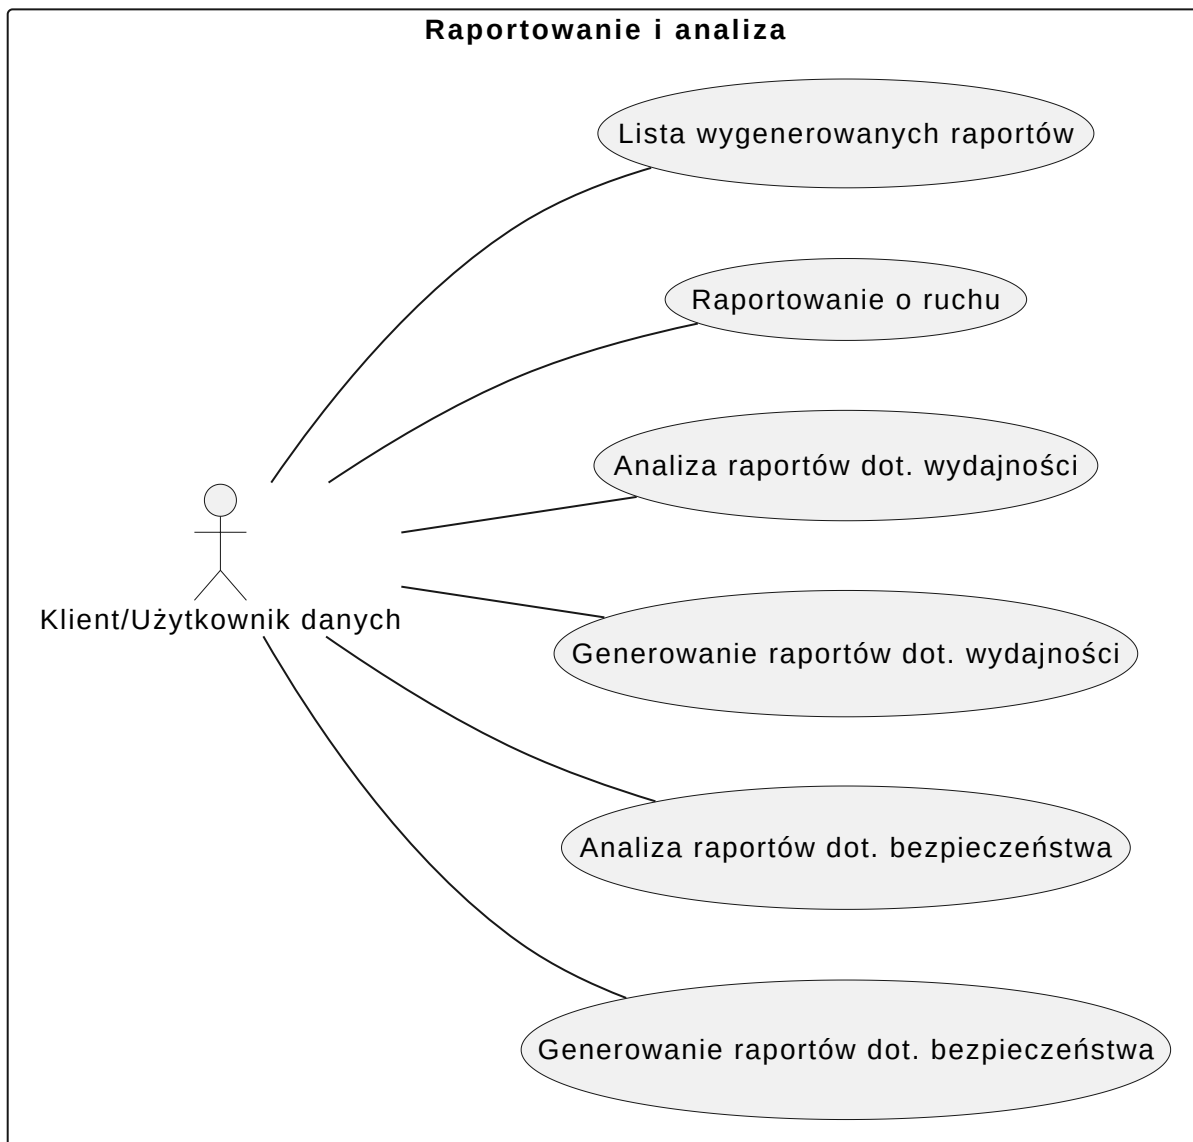 Raportowanie i analiza
Lista wygenerowanych raportów
Raportowanie o ruchu
Analiza raportów dot. wydajności
Klient/Użytkownik danych
Generowanie raportów dot. wydajności
Analiza raportów dot. bezpieczeństwa
Generowanie raportów dot. bezpieczeństwa